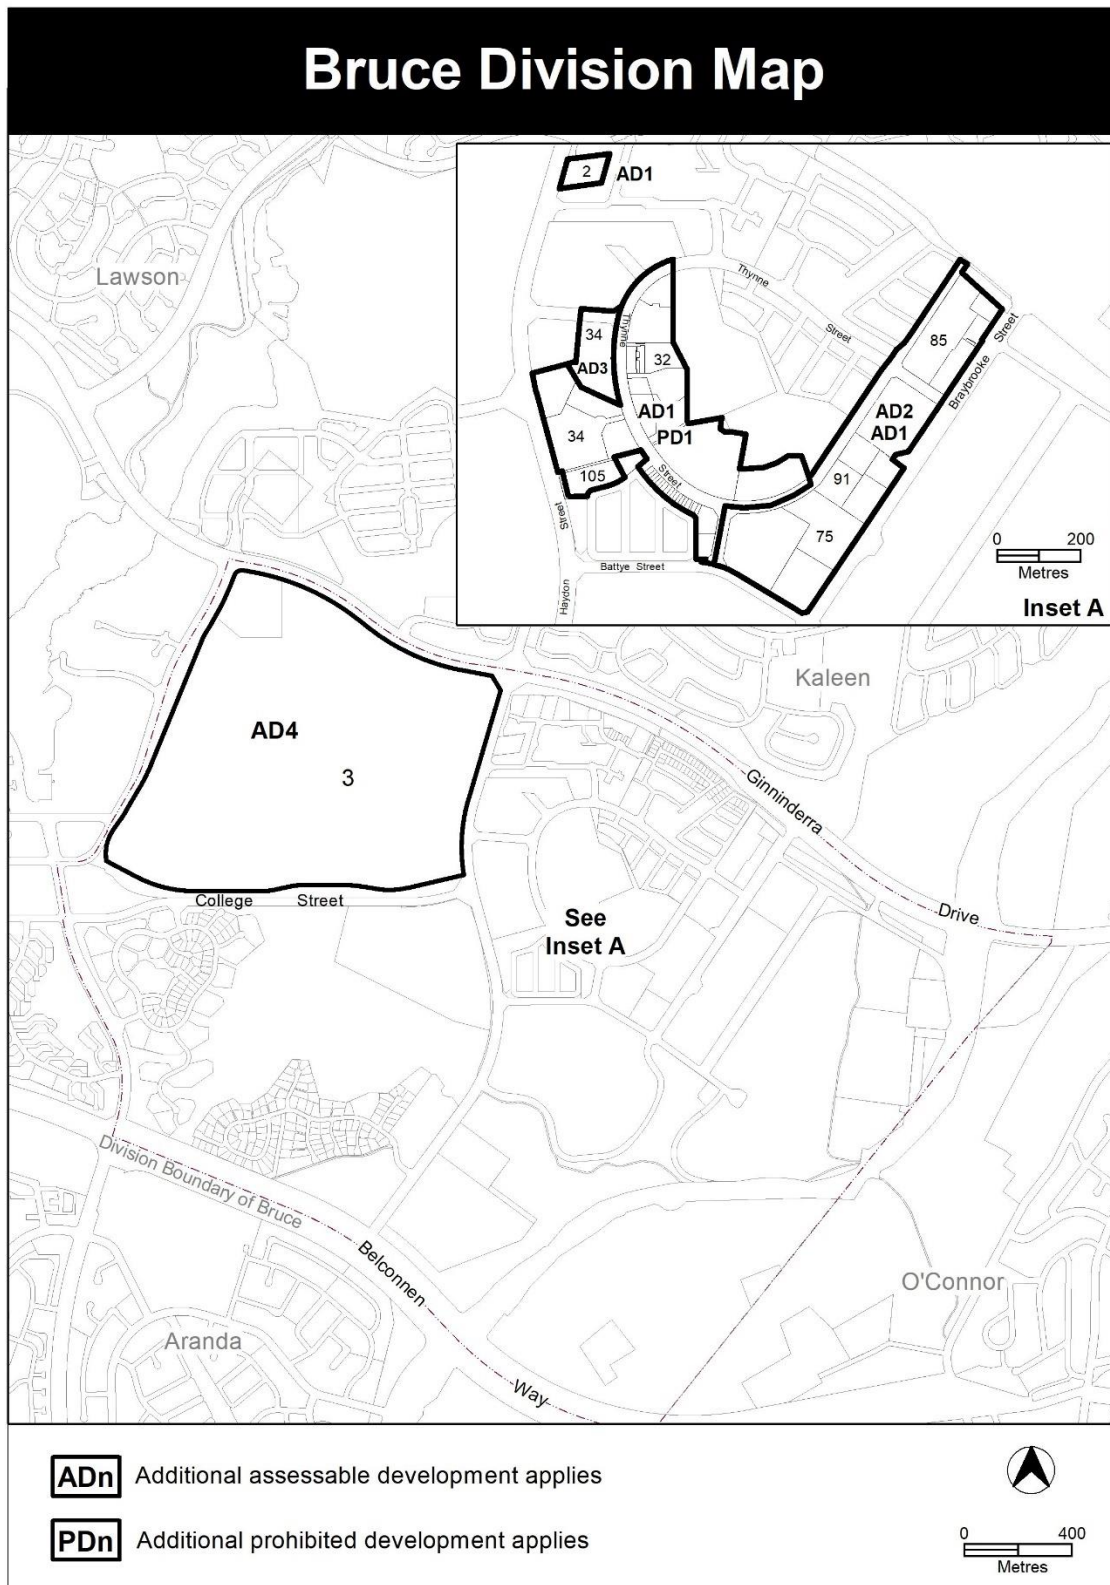 Bruce Division Map
2
AD1
Lawson
Thynne
Street
34
Thynne
32
85
Street
AD3
Braybrooke
AD1
PD1
AD2
AD1
34
105
Street
91
75
Street
Battye Street
Haydon
0 200
Metres
Inset A
Kaleen
AD4
3
Ginninderra
Drive
College Street
See
Inset A
Division Boundary of Bruce
Belconnen
Way
O'Connor
Aranda
ADn Additional assessable development applies
PDn Additional prohibited development applies
0 400
Metres